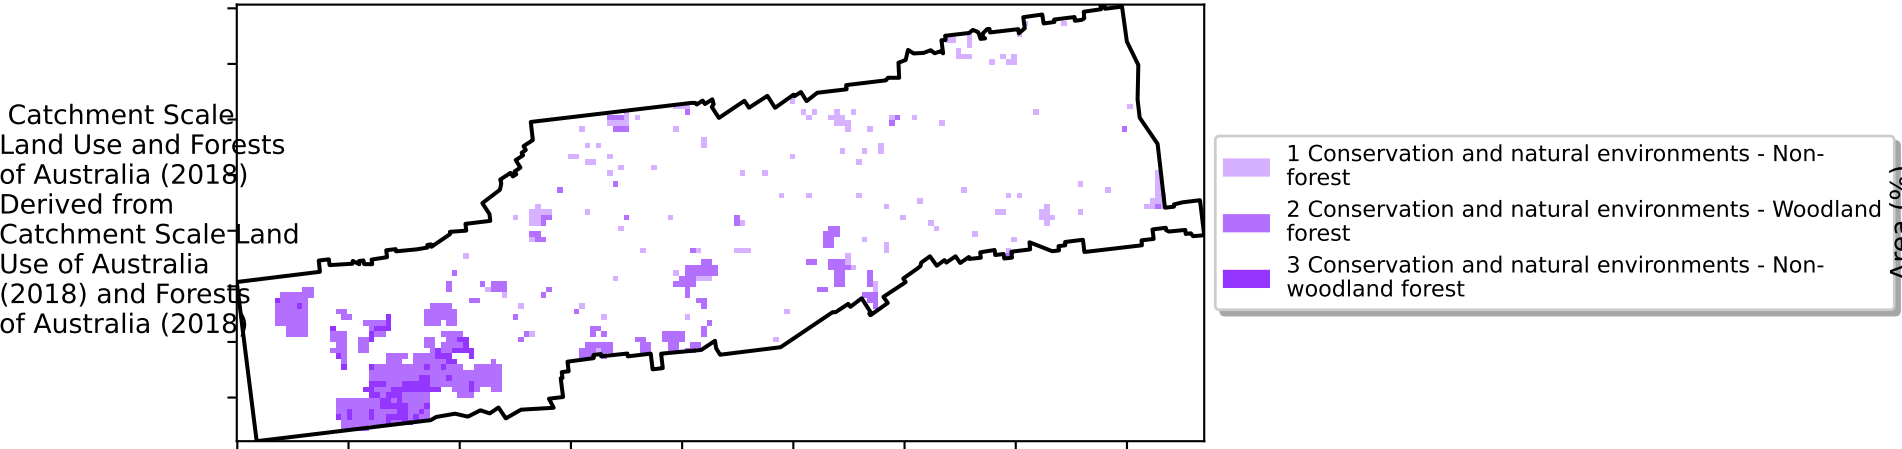 Catchment Scale
Land Use and Forests
of Australia (2018)
Derived from
Catchment Scale Land
Use of Australia
(2018) and Forests
of Australia (2018)
1 Conservation and natural environments - Non-
forest
2 Conservation and natural environments - Woodland
forest
3 Conservation and natural environments - Non-
woodland forest
Area (%)